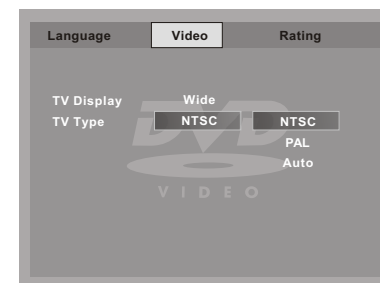 Language Video Rating
TV Display Wide
TV Type NTSC NTSC
PAL
Auto
DVD
VIDEO